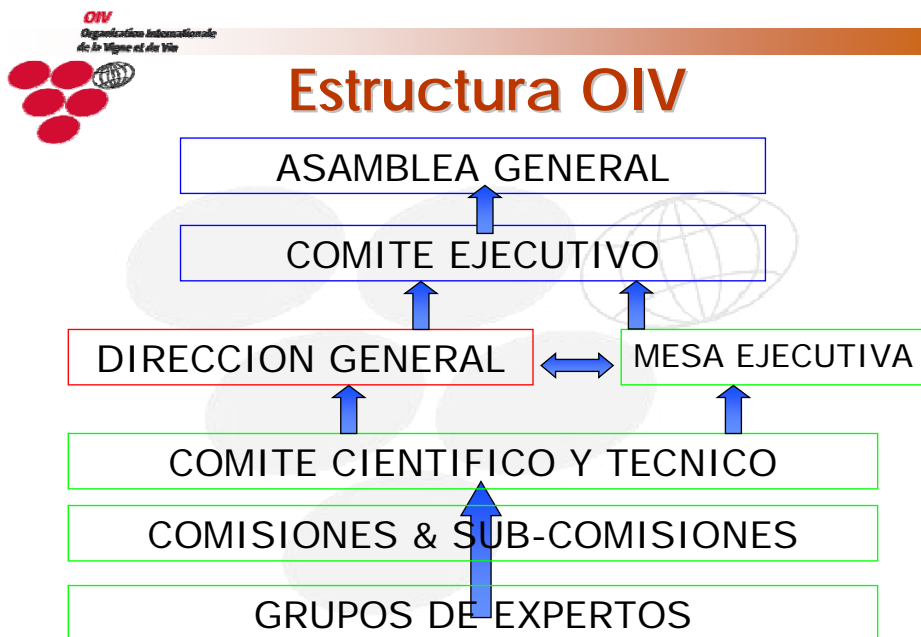 OIV
Organisation Internationale
de la Vigne et du Vin
Estructura OIV
ASAMBLEA GENERAL
COMITE EJECUTIVO
DIRECCION GENERAL
MESA EJECUTIVA
COMITE CIENTIFICO Y TECNICO
COMISIONES & SUB-COMISIONES
GRUPOS DE EXPERTOS